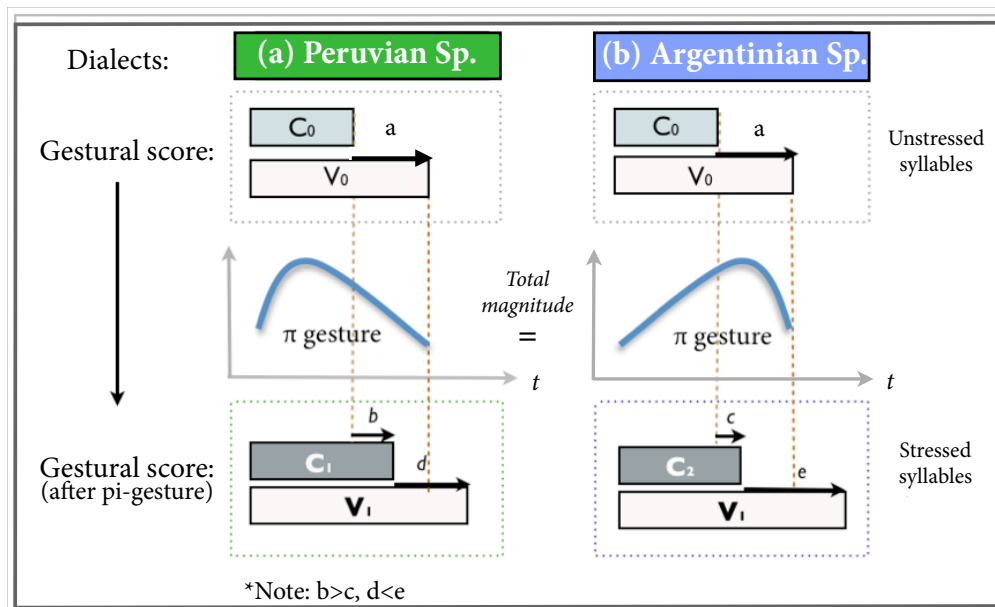 Dialects:
(a) Peruvian Sp.
(b) Argentinian Sp.
Gestural score:
C₀
a
V₀
C₀
a
V₀
Unstressed
syllables
π gesture
Total
magnitude
=
π gesture
t
t
Gestural score:
(after pi-gesture)
b
C₁
d
V₁
c
C₂
e
V₁
Stressed
syllables
*Note: b>c, d<e